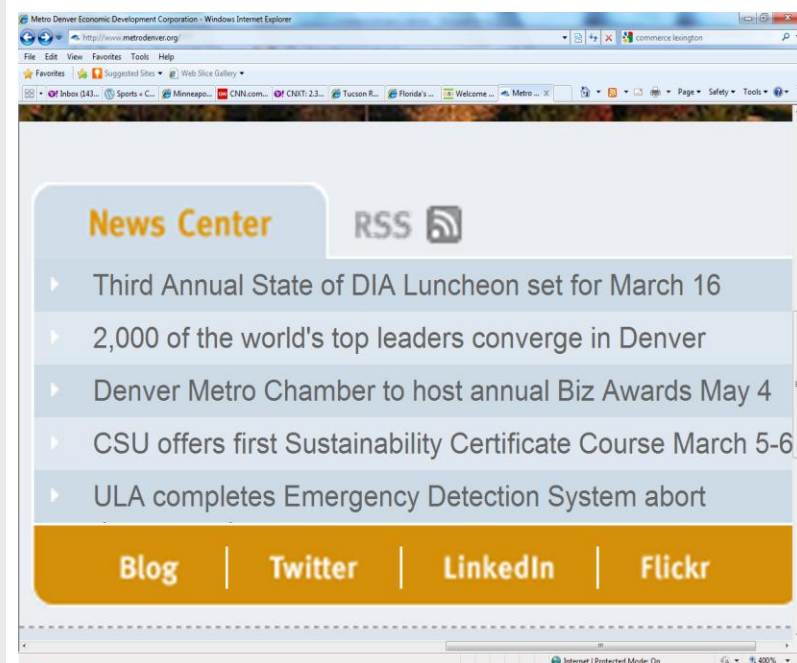 Metro Denver Economic Development Corporation - Windows Internet Explorer
http://www.metrodenver.org/
commerce lexington
File Edit View Favorites Tools Help
Favorites Suggested Sites Web Slice Gallery
Inbox (143... Sports « C... Minneapo... CNN.com... CNXT: 2.3... Tucson R... Florida's ... Welcome ... Metro ... X Page Safety Tools
News Center RSS
Third Annual State of DIA Luncheon set for March 16
2,000 of the world's top leaders converge in Denver
Denver Metro Chamber to host annual Biz Awards May 4
CSU offers first Sustainability Certificate Course March 5-6
ULA completes Emergency Detection System abort
Blog Twitter LinkedIn Flickr
Internet | Protected Mode: On 400%